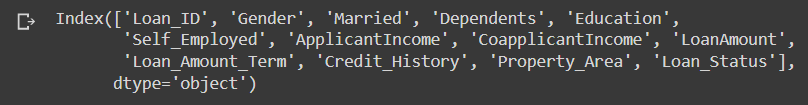 Index(['Loan_ID', 'Gender', 'Married', 'Dependents', 'Education',
'Self_Employed', 'ApplicantIncome', 'CoapplicantIncome', 'LoanAmount',
'Loan_Amount_Term', 'Credit_History', 'Property_Area', 'Loan_Status'],
dtype='object')